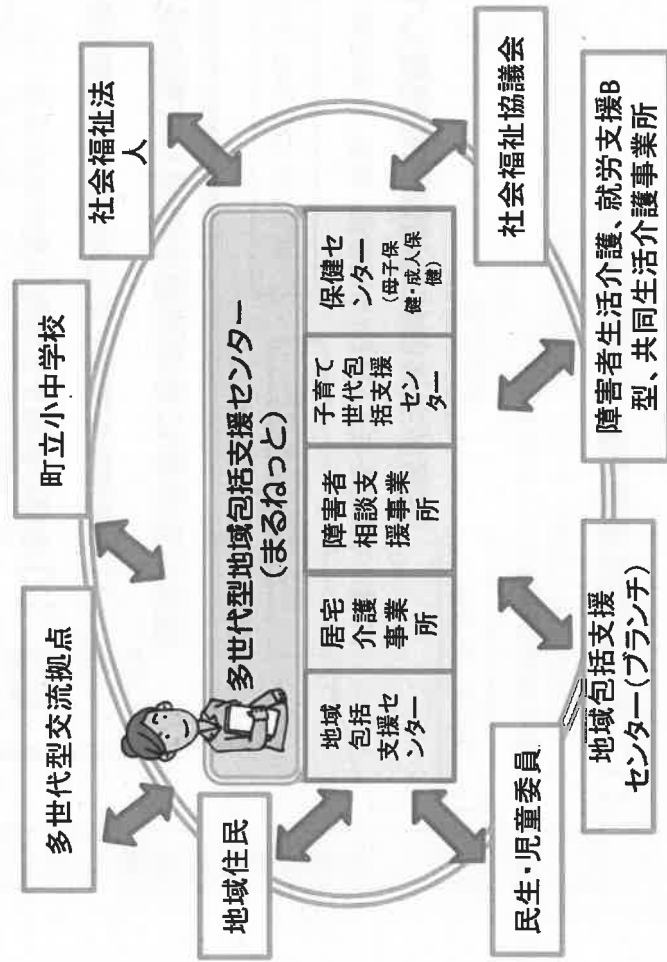 多世代型交流拠点
町立小中学校
社会福祉法
人
地域住民
多世代型地域包括支援センター
(まるねっと)
地域
包括
支援セ
ンター
居宅
介護
事業
所
障害者
相談支
援事業
所
子育て
世代包
括支援
セン
ター
保健セ
ンター
(母子保
健・成人保
健)
民生・児童委員
地域包括支援
センター(ブランチ)
障害者生活介護、就労支援B
型、共同生活介護事業所
社会福祉協議会